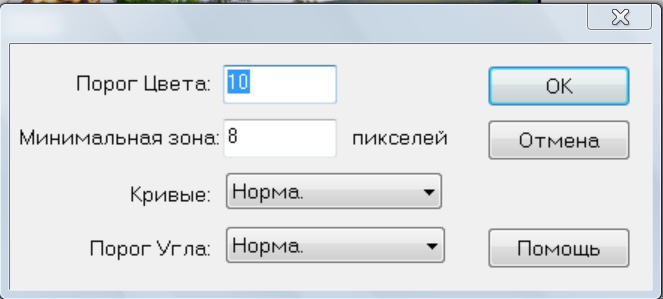 Порог Цвета: 10 OK
Минимальная зона: 8 пикселей Отмена
Кривые: Норма.
Порог Угла: Норма. Помощь